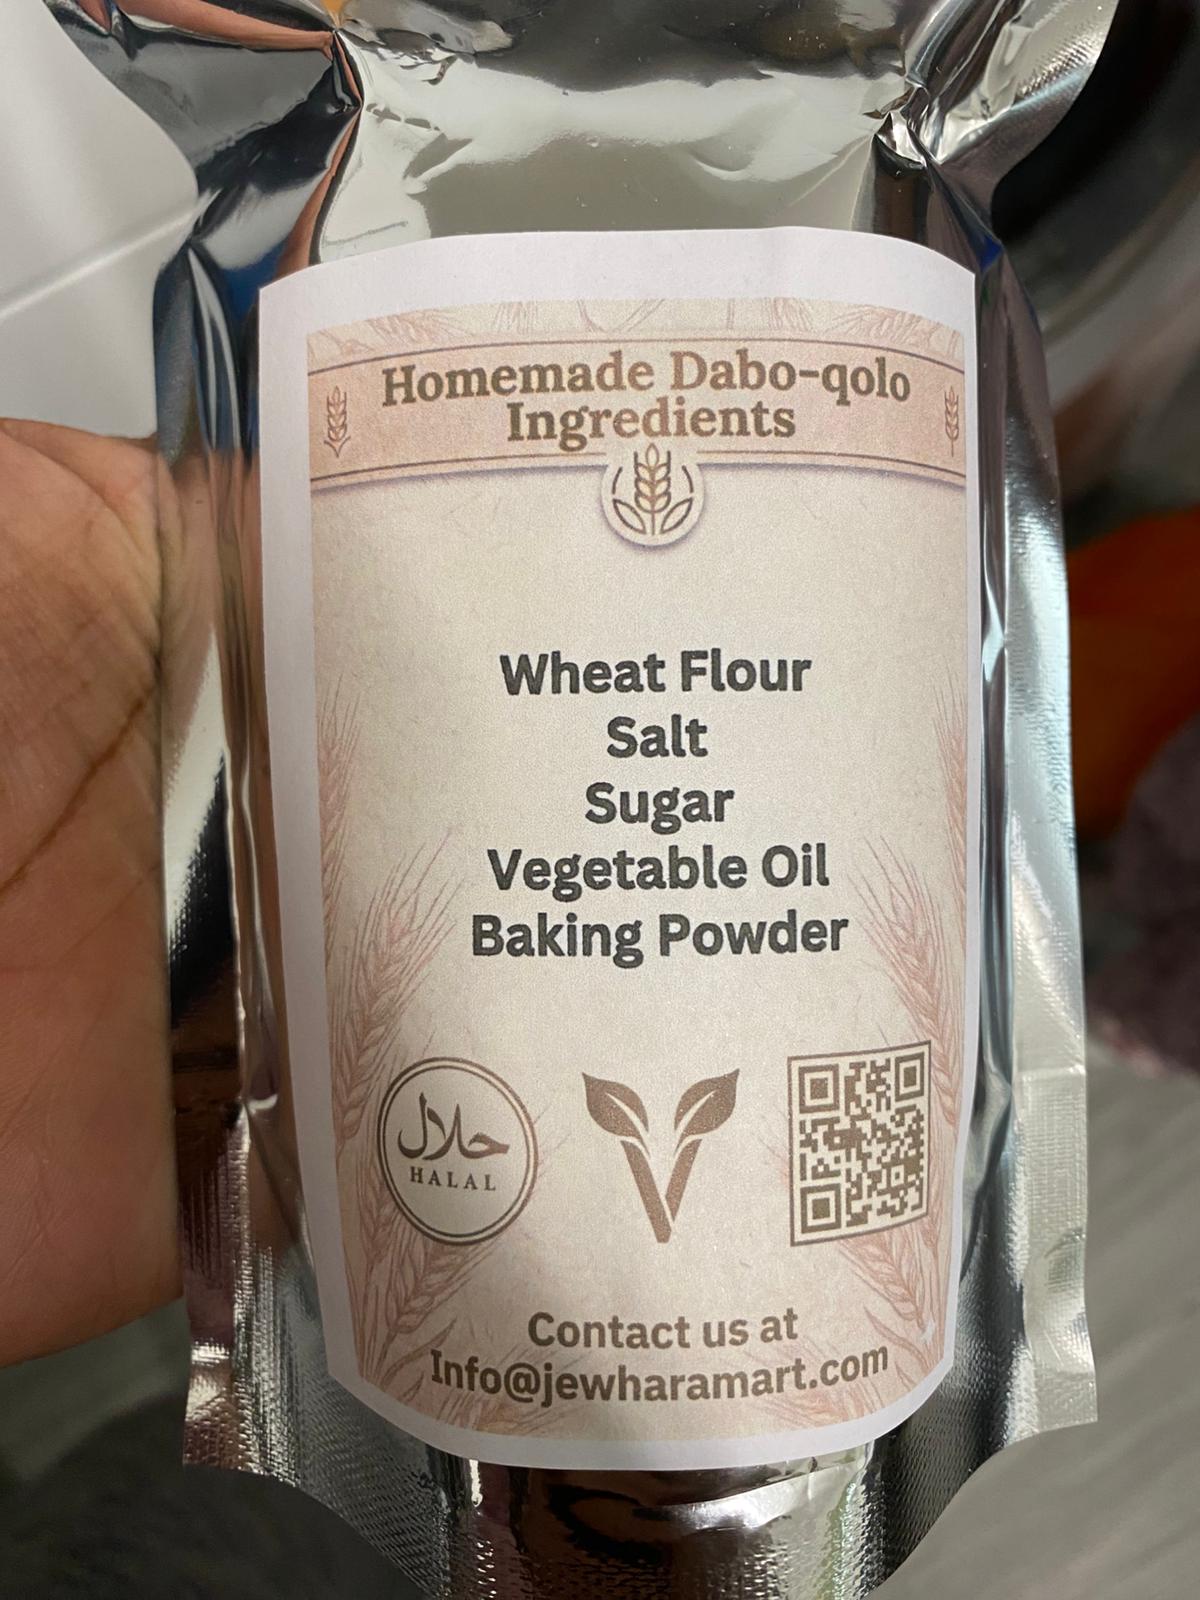 Homemade Dabo-qolo
Ingredients
Wheat Flour
Salt
Sugar
Vegetable Oil
Baking Powder
حلال
HALAL
V
Contact us at
Info@jewharamart.com